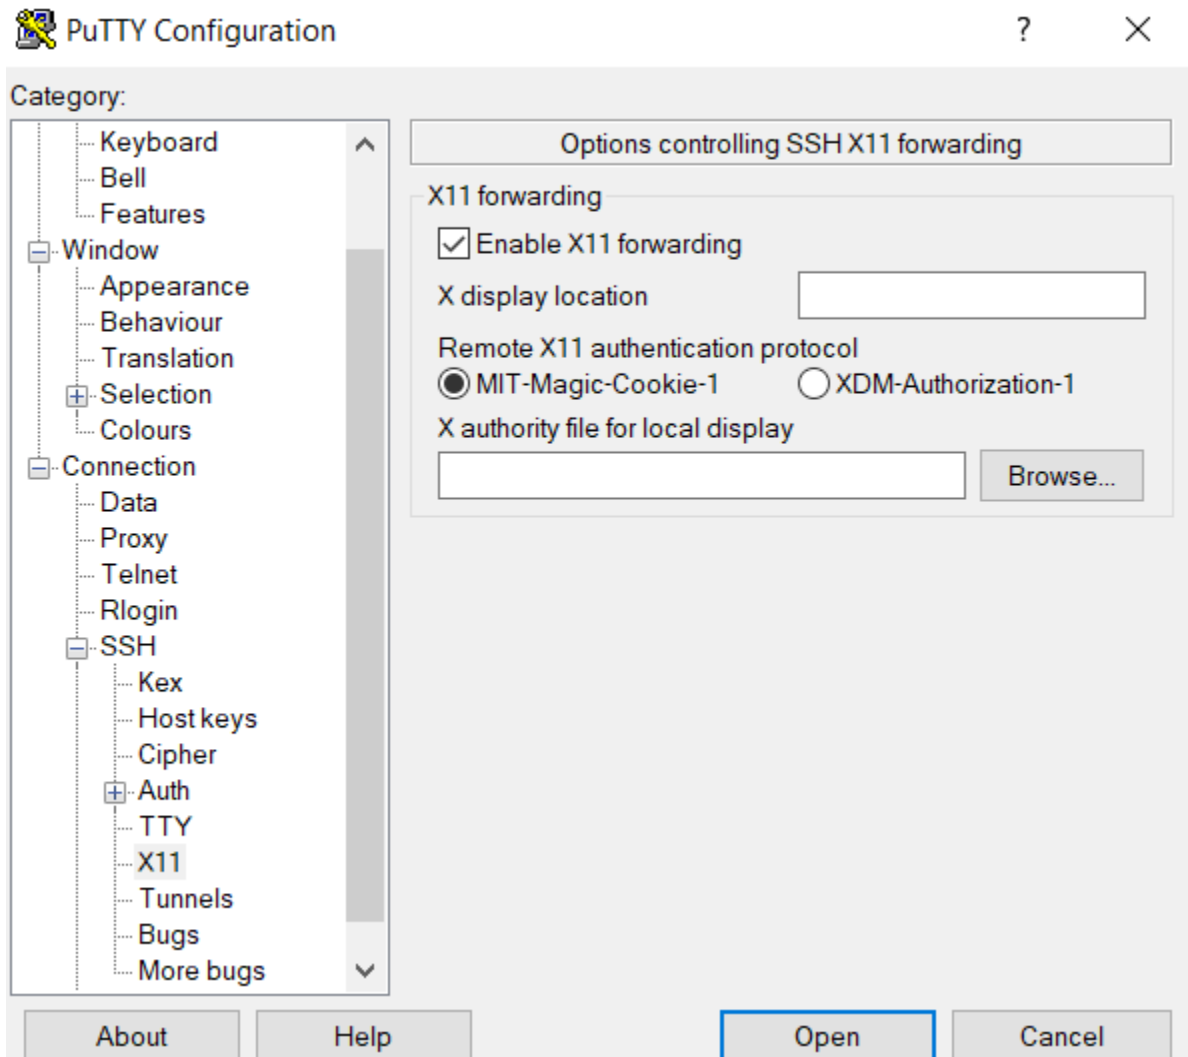 PuTTY Configuration
?
Category:
Keyboard
Bell
Features
Window
Appearance
Behaviour
Translation
Selection
Colours
Connection
Data
Proxy
Telnet
Rlogin
SSH
Kex
Host keys
Cipher
Auth
TTY
X11
Tunnels
Bugs
More bugs
Options controlling SSH X11 forwarding
X11 forwarding
Enable X11 forwarding
X display location
Remote X11 authentication protocol
MIT-Magic-Cookie-1 XDM-Authorization-1
X authority file for local display
Browse...
About Help Open Cancel